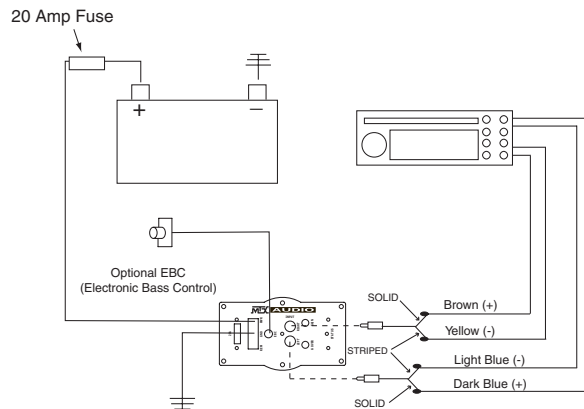 20 Amp Fuse
+
–
Optional EBC
(Electronic Bass Control)
MTX AUDIO
SOLID
Brown (+)
Yellow (-)
STRIPED
Light Blue (-)
Dark Blue (+)
SOLID